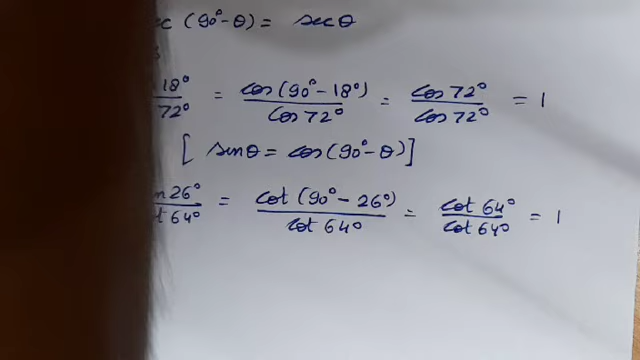 (90°-θ) = secθ
18°/72° = cos(90°-18°)/cos 72° = cos 72°/cos 72° = 1
[ sinθ = cos(90°-θ)]
26°/64° = cot (90°-26°)/cot 64° = cot 64°/cot 64° = 1